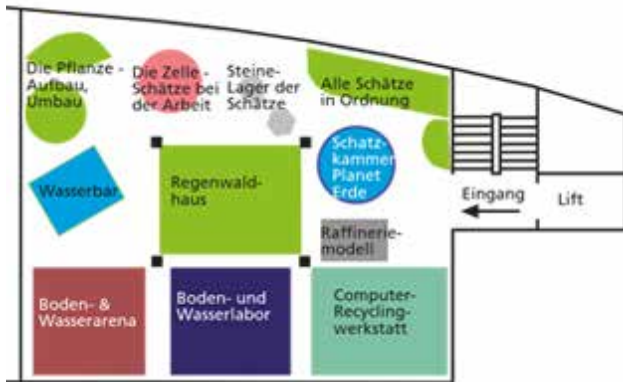 Die Pflanze -
Aufbau,
Umbau
Die Zelle -
Schätze bei
der Arbeit
Steine-
Lager der
Schätze
Alle Schätze
in Ordnung
Wasserbar
Regenwald-
haus
Schatz-
kammer
Planet
Erde
Eingang
Lift
Raffinerie-
modell
Boden- &
Wasserarena
Boden- und
Wasserlabor
Computer-
Recycling-
werkstatt